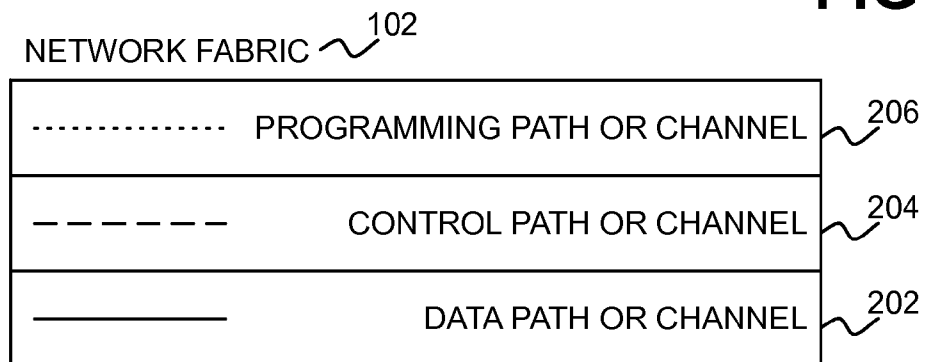 102
NETWORK FABRIC
PROGRAMMING PATH OR CHANNEL 206
CONTROL PATH OR CHANNEL 204
DATA PATH OR CHANNEL 202